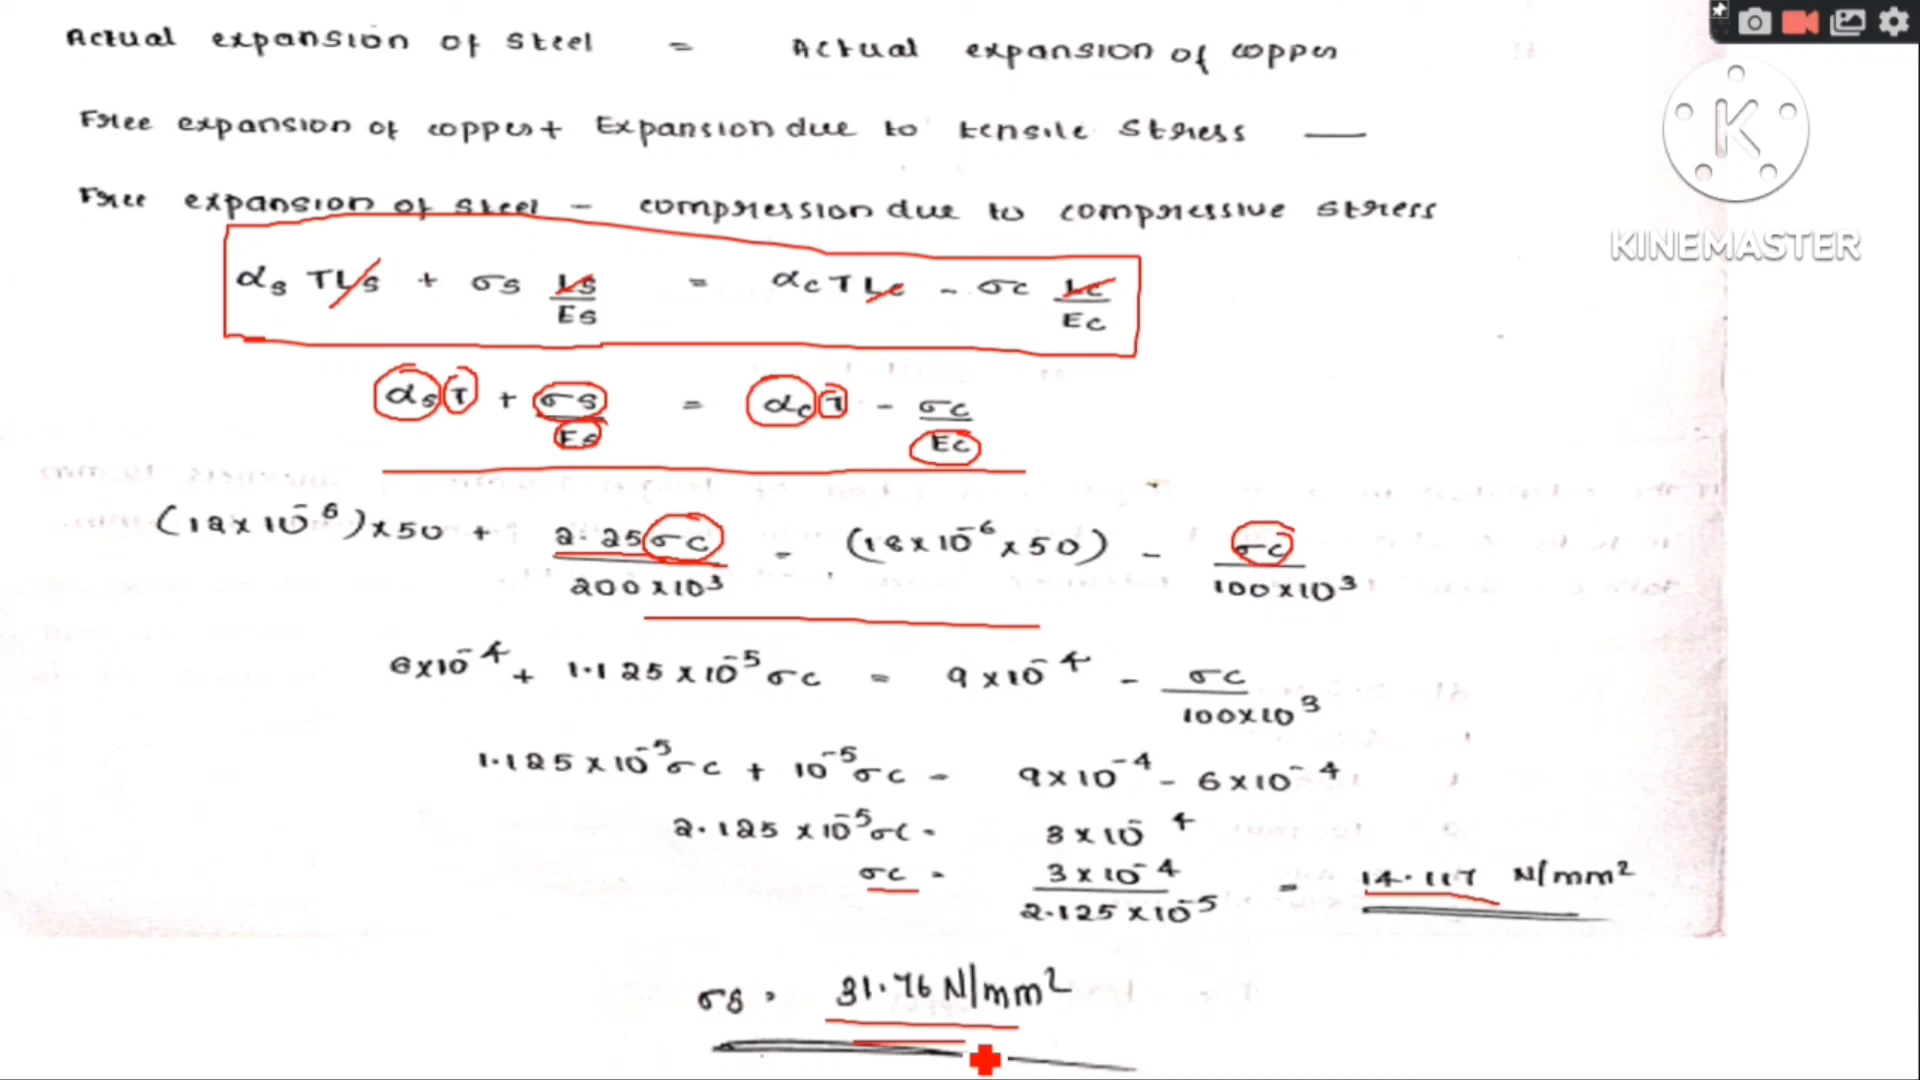 Actual expansion of steel = Actual expansion of copper
Free expansion of copper + Expansion due to tensile stress —
Free expansion of steel - compression due to compressive stress
αs TLs + σs Ls/Es = αc TLc - σc Lc/Ec
αs T + σs/Es = αc T - σc/Ec
(12×10⁻⁶)×50 + 2.25σc/200×10³ = (18×10⁻⁶×50) - σc/100×10³
6×10⁻⁴ + 1.125×10⁻⁵σc = 9×10⁻⁴ - σc/100×10³
1.125×10⁻⁵σc + 10⁻⁵σc = 9×10⁻⁴ - 6×10⁻⁴
2.125×10⁻⁵σc = 3×10⁻⁴
σc = 3×10⁻⁴/2.125×10⁻⁵ = 14.117 N/mm²
σs = 31.76 N/mm²
K
KINEMASTER